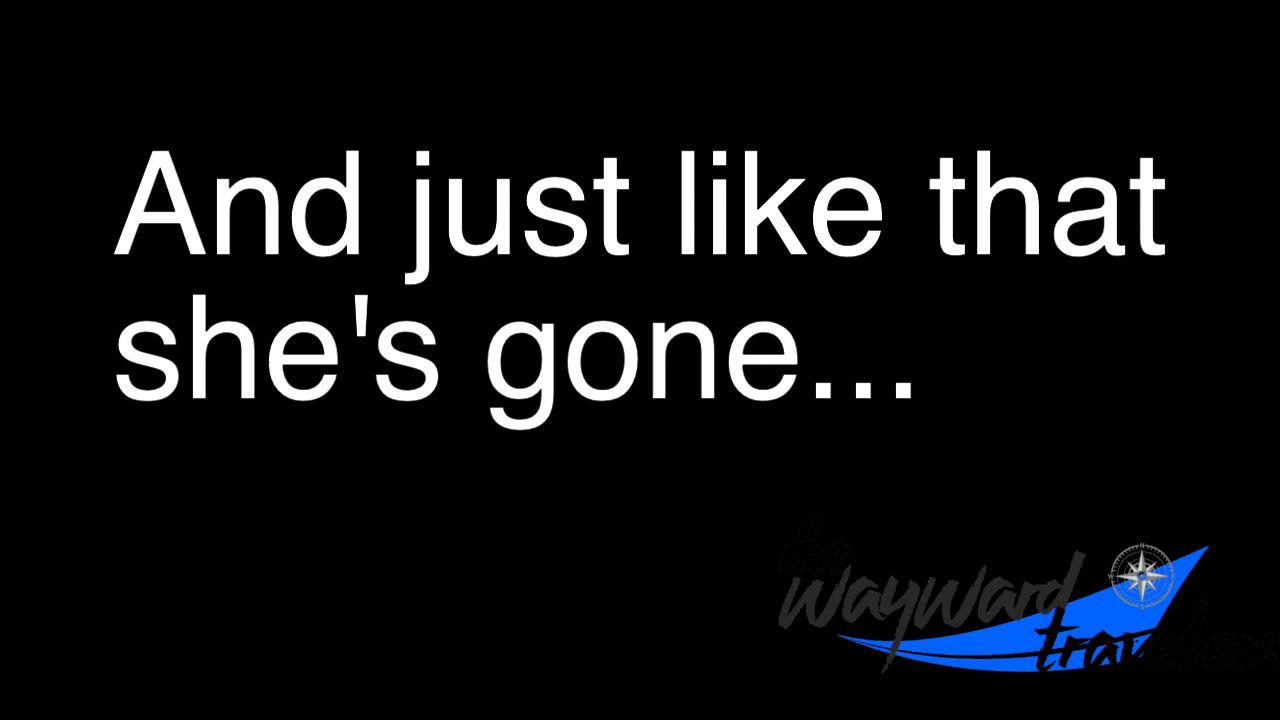 And just like that
she's gone...
the
wayward
travelers